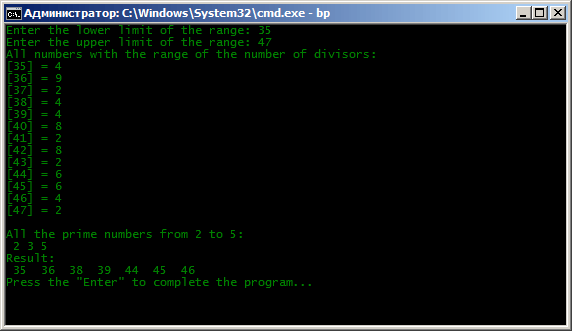 Администратор: C:\Windows\System32\cmd.exe - bp
Enter the lower limit of the range: 35
Enter the upper limit of the range: 47
All numbers with the range of the number of divisors:
[35] = 4
[36] = 9
[37] = 2
[38] = 4
[39] = 4
[40] = 8
[41] = 2
[42] = 8
[43] = 2
[44] = 6
[45] = 6
[46] = 4
[47] = 2
All the prime numbers from 2 to 5:
2 3 5
Result:
35 36 38 39 44 45 46
Press the "Enter" to complete the program...